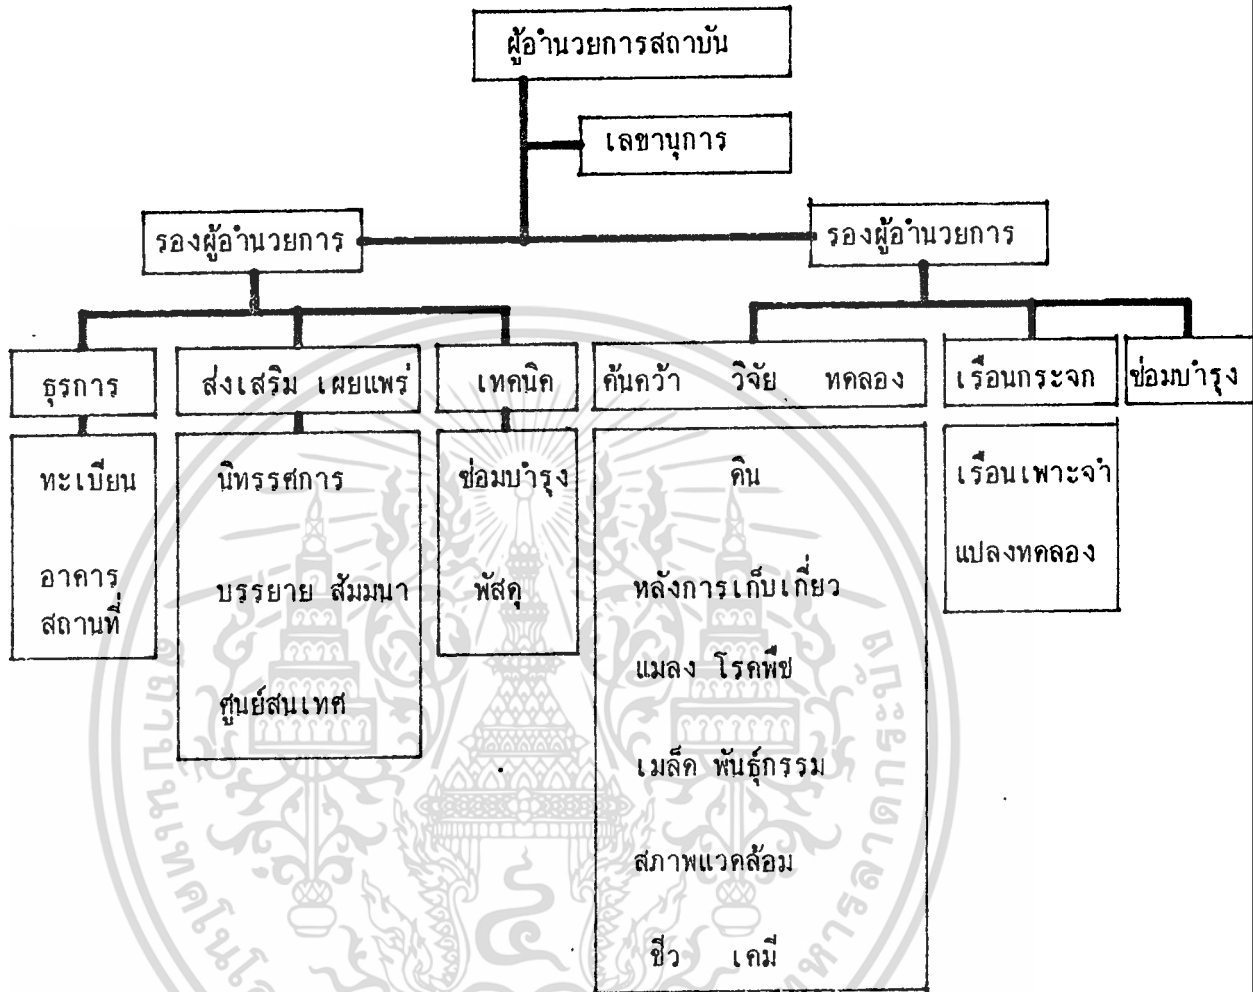 ผู้อำนวยการสถาบัน
เลขานุการ
รองผู้อำนวยการ
รองผู้อำนวยการ
ธุรการ
ส่งเสริม เผยแพร่
เทคนิค
ค้นคว้า วิจัย ทดลอง
เรือนกระจก
ซ่อมบำรุง
ทะเบียน
อาคาร
สถานที่
นิทรรศการ
บรรยาย สัมมนา
ศูนย์สนเทศ
ซ่อมบำรุง
พัสดุ
ดิน
หลังการเก็บเกี่ยว
แมลง โรคพืช
เมล็ด พันธุ์กรรม
สภาพแวดล้อม
ชีว เคมี
เรือนเพาะจำ
แปลงทดลอง